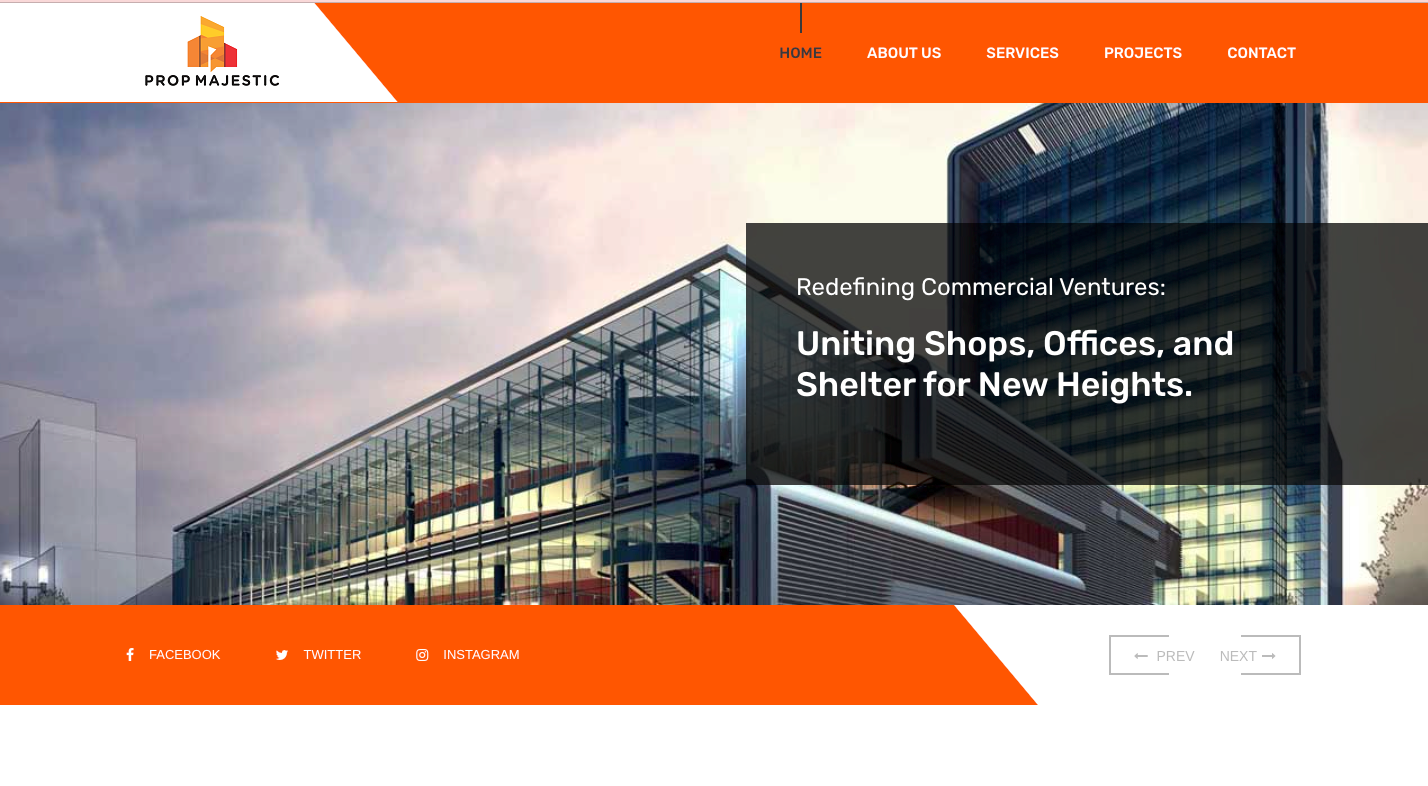 PROP MAJESTIC
HOME ABOUT US SERVICES PROJECTS CONTACT
Redefining Commercial Ventures:
Uniting Shops, Offices, and
Shelter for New Heights.
FACEBOOK TWITTER INSTAGRAM
PREV NEXT